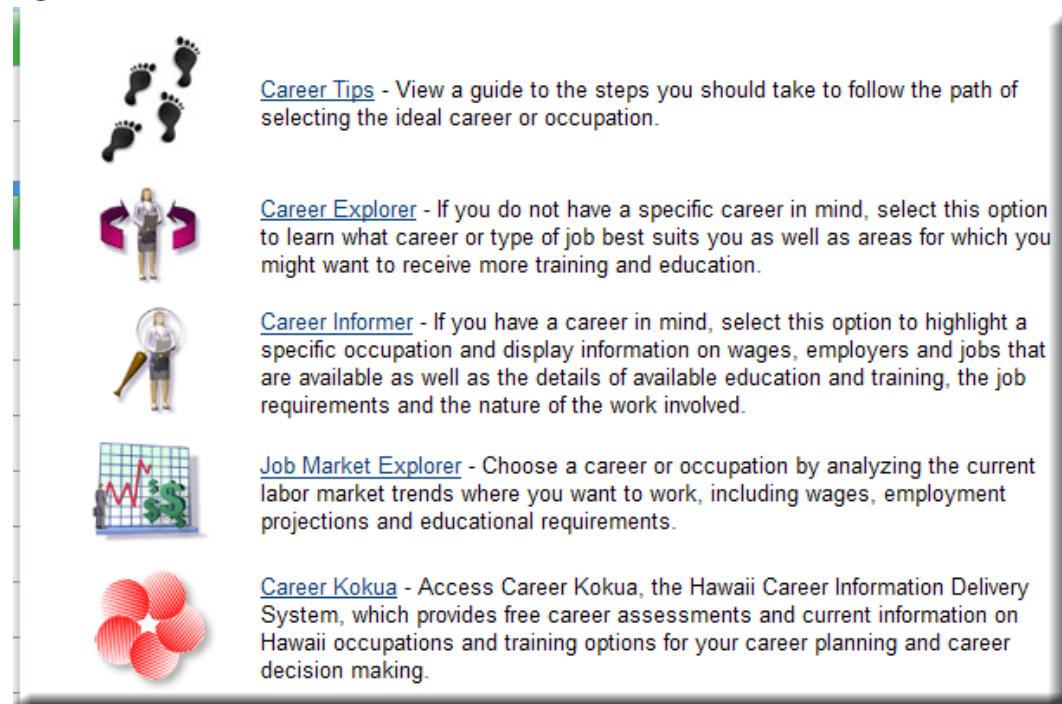 Career Tips - View a guide to the steps you should take to follow the path of
selecting the ideal career or occupation.
Career Explorer - If you do not have a specific career in mind, select this option
to learn what career or type of job best suits you as well as areas for which you
might want to receive more training and education.
Career Informer - If you have a career in mind, select this option to highlight a
specific occupation and display information on wages, employers and jobs that
are available as well as the details of available education and training, the job
requirements and the nature of the work involved.
Job Market Explorer - Choose a career or occupation by analyzing the current
labor market trends where you want to work, including wages, employment
projections and educational requirements.
Career Kokua - Access Career Kokua, the Hawaii Career Information Delivery
System, which provides free career assessments and current information on
Hawaii occupations and training options for your career planning and career
decision making.